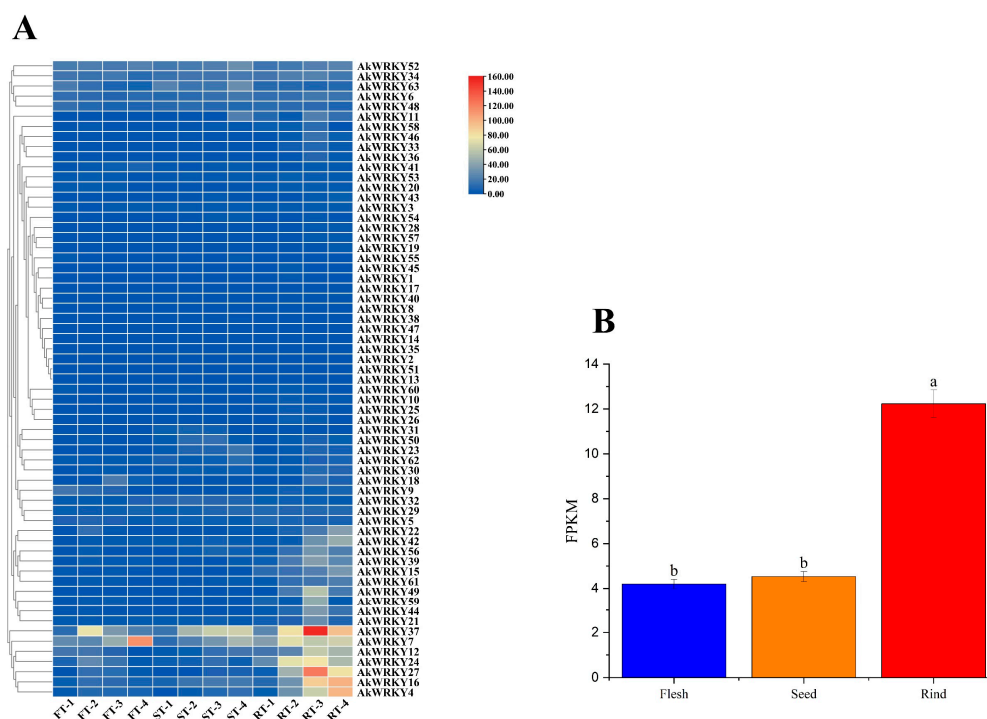 A
AkWRKY52
AkWRKY34
AkWRKY63
AkWRKY6
AkWRKY48
AkWRKY11
AkWRKY58
AkWRKY46
AkWRKY33
AkWRKY36
AkWRKY41
AkWRKY53
AkWRKY20
AkWRKY43
AkWRKY3
AkWRKY54
AkWRKY28
AkWRKY57
AkWRKY19
AkWRKY55
AkWRKY45
AkWRKY1
AkWRKY17
AkWRKY40
AkWRKY8
AkWRKY38
AkWRKY47
AkWRKY14
AkWRKY35
AkWRKY2
AkWRKY51
AkWRKY13
AkWRKY60
AkWRKY10
AkWRKY25
AkWRKY26
AkWRKY31
AkWRKY50
AkWRKY23
AkWRKY62
AkWRKY30
AkWRKY18
AkWRKY9
AkWRKY32
AkWRKY29
AkWRKY5
AkWRKY22
AkWRKY42
AkWRKY56
AkWRKY39
AkWRKY15
AkWRKY61
AkWRKY49
AkWRKY59
AkWRKY44
AkWRKY21
AkWRKY37
AkWRKY7
AkWRKY12
AkWRKY24
AkWRKY27
AkWRKY16
AkWRKY4
FT-1 FT-2 FT-3 FT-4 ST-1 ST-2 ST-3 ST-4 RT-1 RT-2 RT-3 RT-4
160.00
140.00
120.00
100.00
80.00
60.00
40.00
20.00
0.00
B
14
12
10
8
6
4
2
0
FPKM
b b a
Flesh Seed Rind